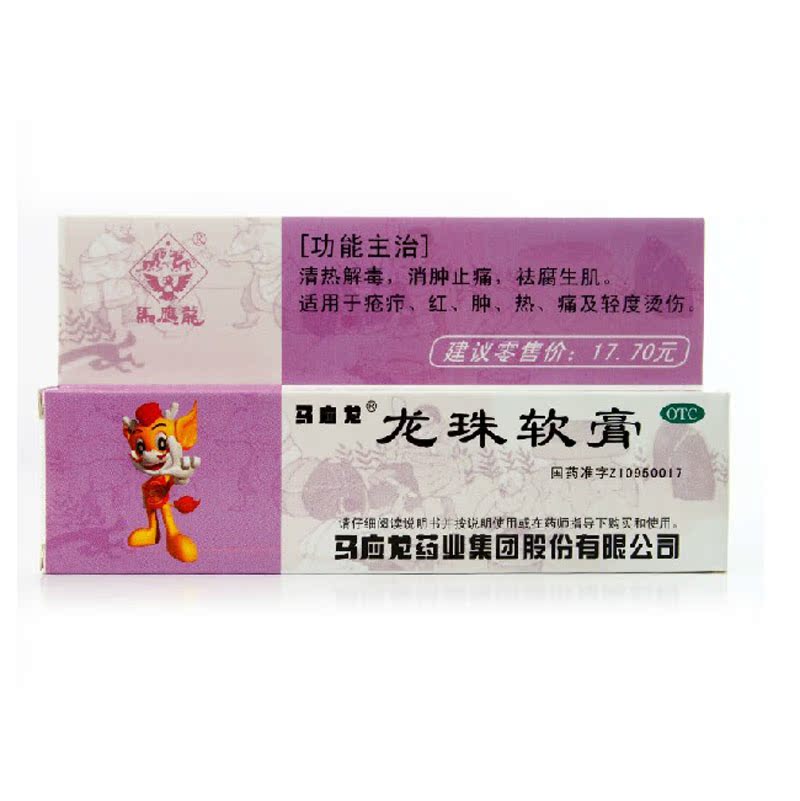 ®
馬應龍
[功能主治]
清热解毒，消肿止痛，祛腐生肌。
适用于疮疖、红、肿、热、痛及轻度烫伤。
建议零售价：17.70元
马应龙® 龙珠软膏 OTC
国药准字Z10950017
请仔细阅读说明书并按说明使用或在药师指导下购买和使用。
马应龙药业集团股份有限公司